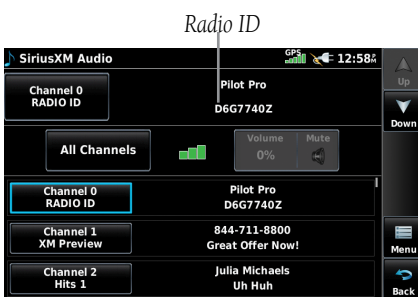 Radio ID
SiriusXM Audio
GPS
12:58PM
Channel 0
RADIO ID
Pilot Pro
D6G7740Z
Up
Down
All Channels
Volume
0%
Mute
Channel 0
RADIO ID
Pilot Pro
D6G7740Z
Channel 1
XM Preview
844-711-8800
Great Offer Now!
Menu
Channel 2
Hits 1
Julia Michaels
Uh Huh
Back